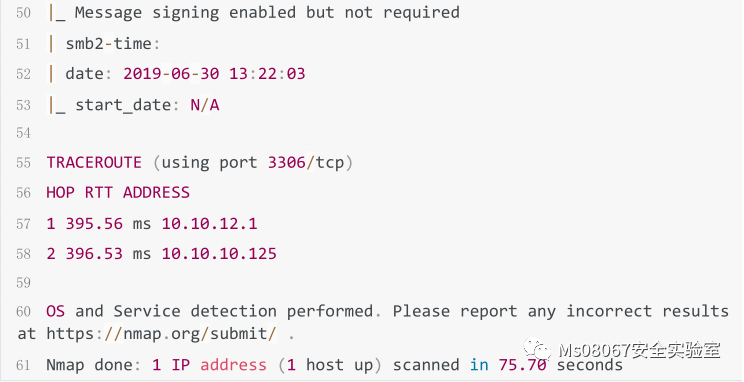 50 |_ Message signing enabled but not required
51 | smb2-time:
52 | date: 2019-06-30 13:22:03
53 |_ start_date: N/A
54
55 TRACEROUTE (using port 3306/tcp)
56 HOP RTT ADDRESS
57 1 395.56 ms 10.10.12.1
58 2 396.53 ms 10.10.10.125
59
60 OS and Service detection performed. Please report any incorrect results
at https://nmap.org/submit/ .
61 Nmap done: 1 IP address (1 host up) scanned in 75.70 seconds
Ms08067安全实验室